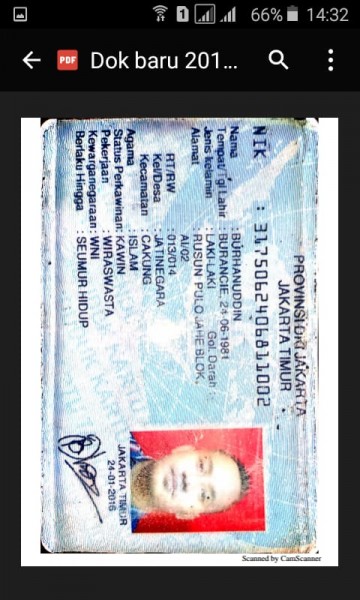 1 66% 14:32
PDF Dok baru 201...
PROVINSI DKI JAKARTA
JAKARTA TIMUR
NIK : 3175062406811002
Nama : BURHANUDDIN
Tempat/Tgl Lahir : BURANCIE, 24-06-1981
Jenis kelamin : LAKI-LAKI Gol. Darah :
Alamat : RUSUN PULO JAHE BLOK.
AI/02
RT/RW : 013/014
Kel/Desa : JATINEGARA
Kecamatan : CAKUNG
Agama : ISLAM
Status Perkawinan: KAWIN
Pekerjaan : WIRASWASTA
Kewarganegaraan: WNI
Berlaku Hingga : SEUMUR HIDUP
JAKARTA TIMUR
24-01-2016
Scanned by CamScanner